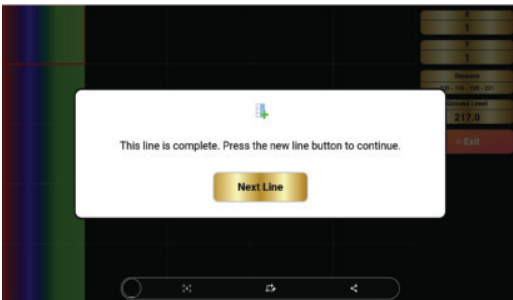 X
1
Y
1
Sensors
217.0
Ground Level
This line is complete. Press the new line button to continue.
Next Line
Exit